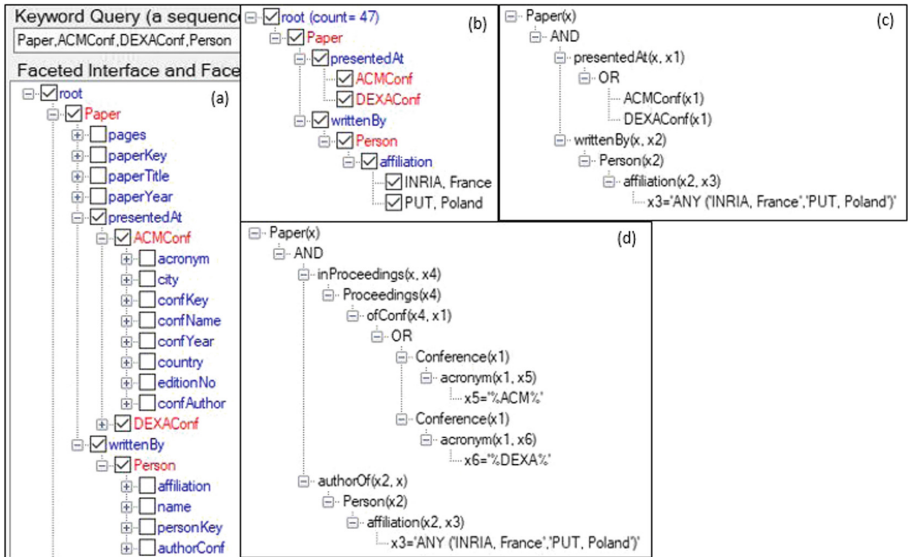 Keyword Query (a sequenc
Paper,ACMConf,DEXAConf,Person
Faceted Interface and Face
(a)
root
Paper
pages
paperKey
paperTitle
paperYear
presentedAt
ACMConf
acronym
city
confKey
confName
confYear
country
editionNo
confAuthor
DEXAConf
writtenBy
Person
affiliation
name
personKey
authorConf
(b)
root (count= 47)
Paper
presentedAt
ACMConf
DEXAConf
writtenBy
Person
affiliation
INRIA, France
PUT, Poland
(c)
Paper(x)
AND
presentedAt(x, x1)
OR
ACMConf(x1)
DEXAConf(x1)
writtenBy(x, x2)
Person(x2)
affiliation(x2, x3)
x3='ANY ('INRIA, France','PUT, Poland')'
(d)
Paper(x)
AND
inProceedings(x, x4)
Proceedings(x4)
ofConf(x4, x1)
OR
Conference(x1)
acronym(x1, x5)
x5='%ACM%'
Conference(x1)
acronym(x1, x6)
x6='%DEXA%'
authorOf(x2, x)
Person(x2)
affiliation(x2, x3)
x3='ANY ('INRIA, France','PUT, Poland')'